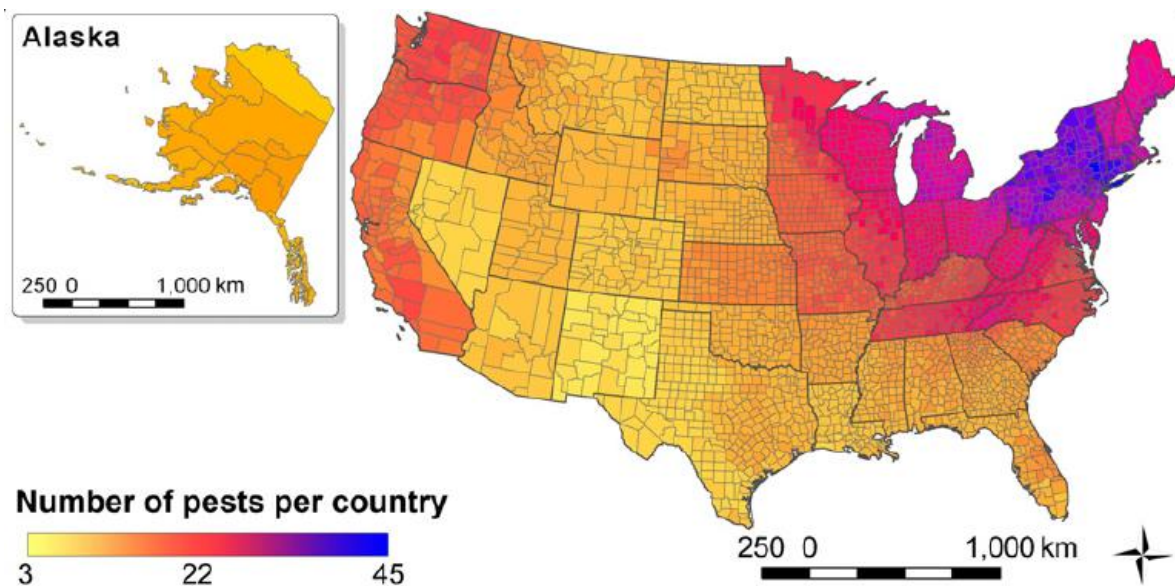 Alaska
250 0 1,000 km
Number of pests per country
3 22 45
250 0 1,000 km